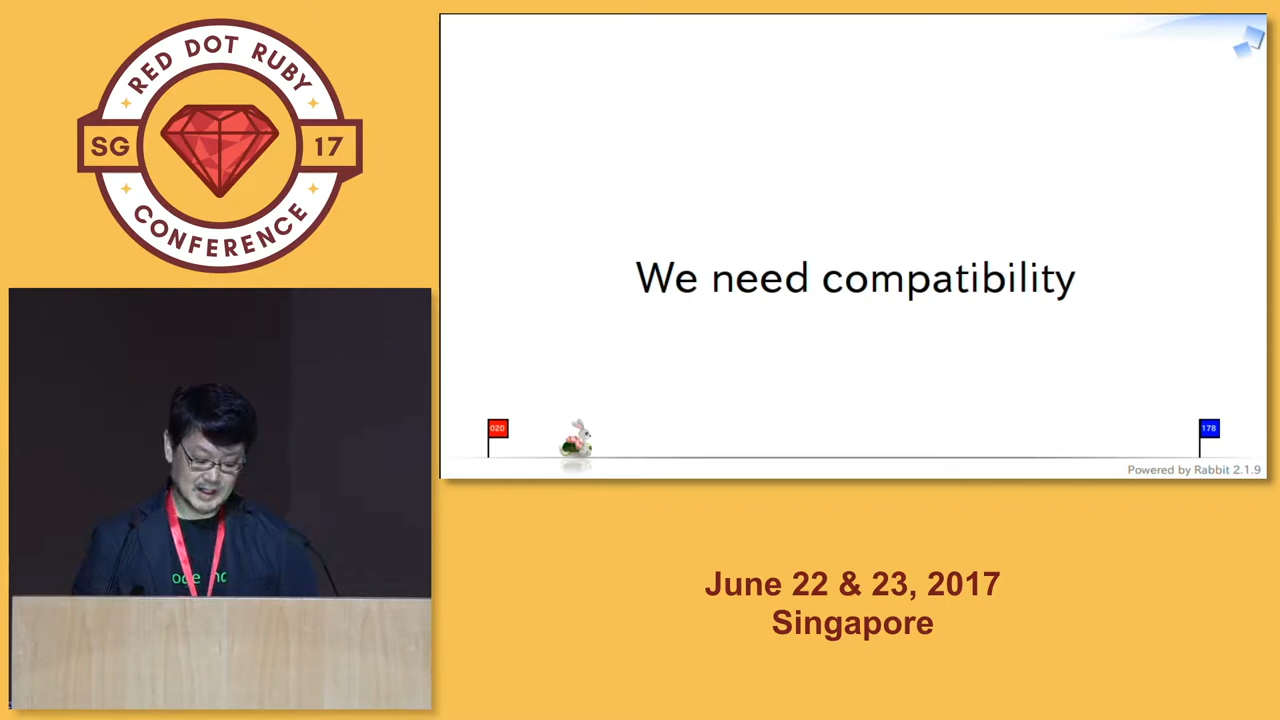 RED DOT RUBY
SG
17
CONFERENCE
We need compatibility
020
178
Powered by Rabbit 2.1.9
June 22 & 23, 2017
Singapore